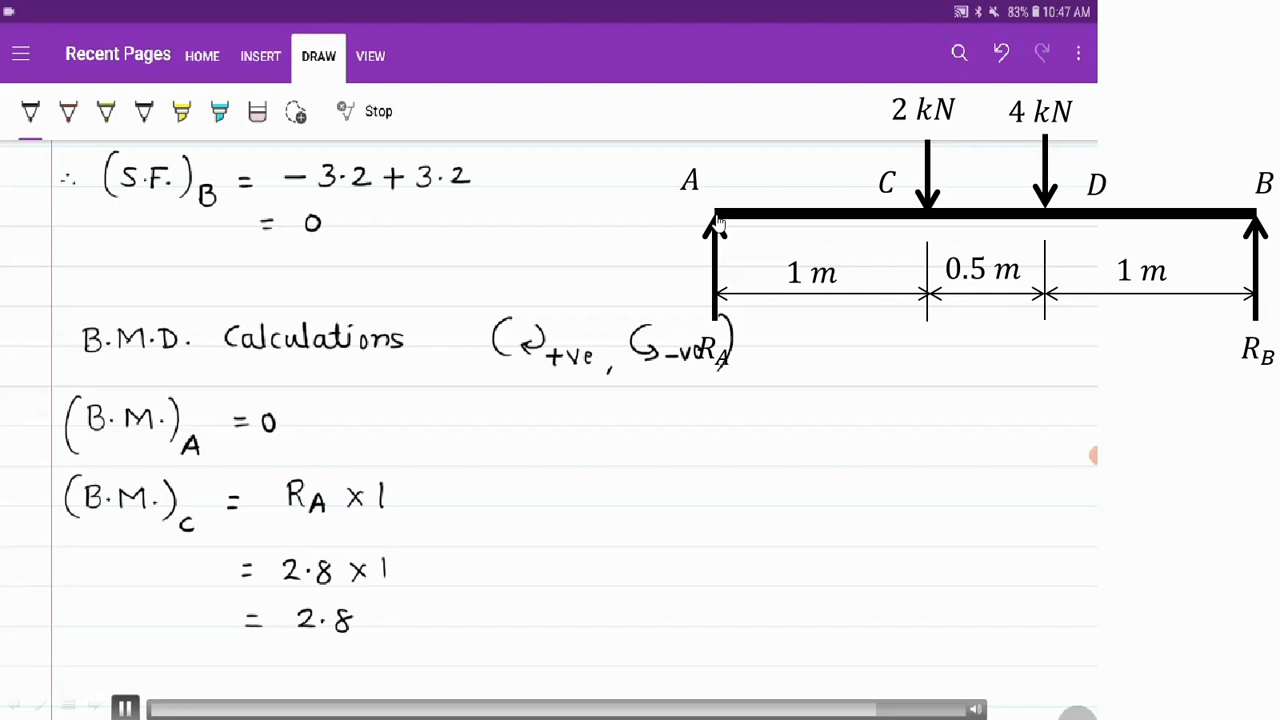 83% 10:47 AM
Recent Pages HOME INSERT DRAW VIEW
Stop
∴ (S.F.)B = - 3.2 + 3.2
= 0
B.M.D. Calculations ( +ve, -ve )
(B.M.)A = 0
(B.M.)C = RA × 1
= 2.8 × 1
= 2.8
2 kN 4 kN
A C D B
1 m 0.5 m 1 m
RA RB